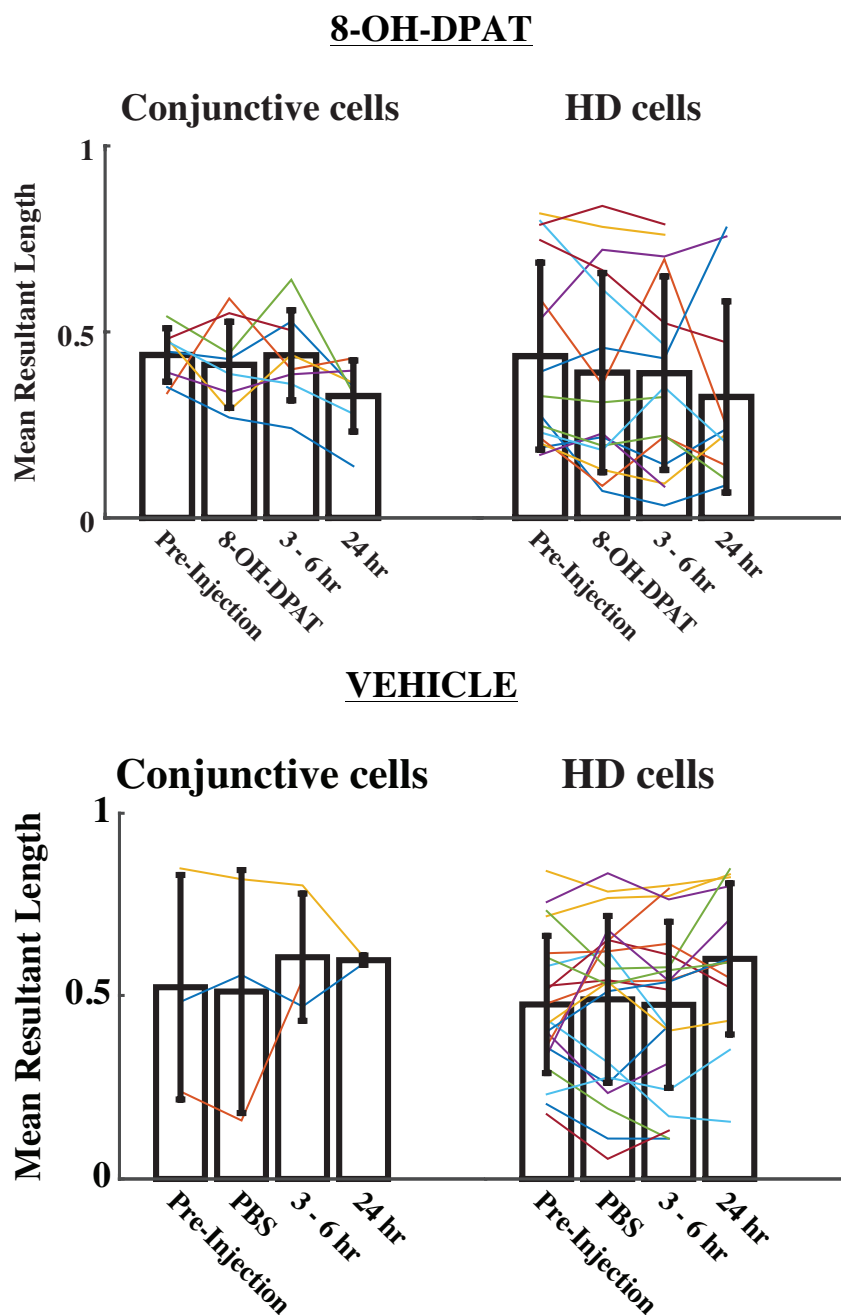 8-OH-DPAT
Conjunctive cells
HD cells
Mean Resultant Length
1
0.5
0
Pre-Injection
8-OH-DPAT
3 - 6 hr
24 hr
Pre-Injection
8-OH-DPAT
3 - 6 hr
24 hr
VEHICLE
Conjunctive cells
HD cells
Mean Resultant Length
1
0.5
0
Pre-Injection
PBS
3 - 6 hr
24 hr
Pre-Injection
PBS
3 - 6 hr
24 hr